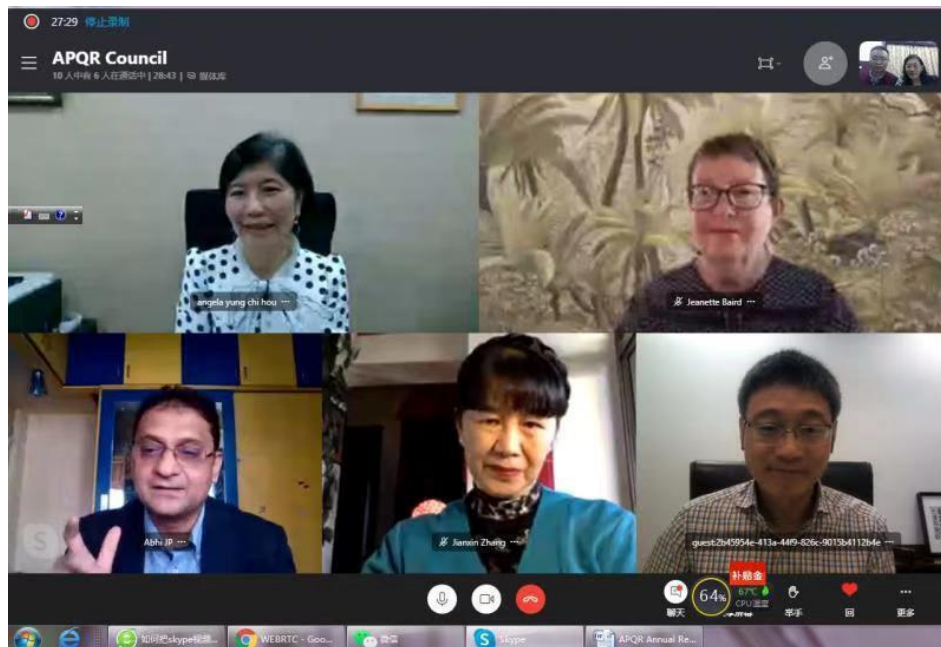 27:29 停止录制
APQR Council
10 人中有 6 人在通话中 | 28:43 | 媒体库
angela yung chi hou ···
Jeanette Baird ···
Abhi JP ···
Jianxin Zhang ···
guest:2b45954e-413a-44f9-826c-9015b4112b4e ···
补贴金
64%
67℃
CPU温度
聊天
举手
回
更多
如何把skype视频...
WEBRTC - Goo...
微信
Skype
APQR Annual Re...